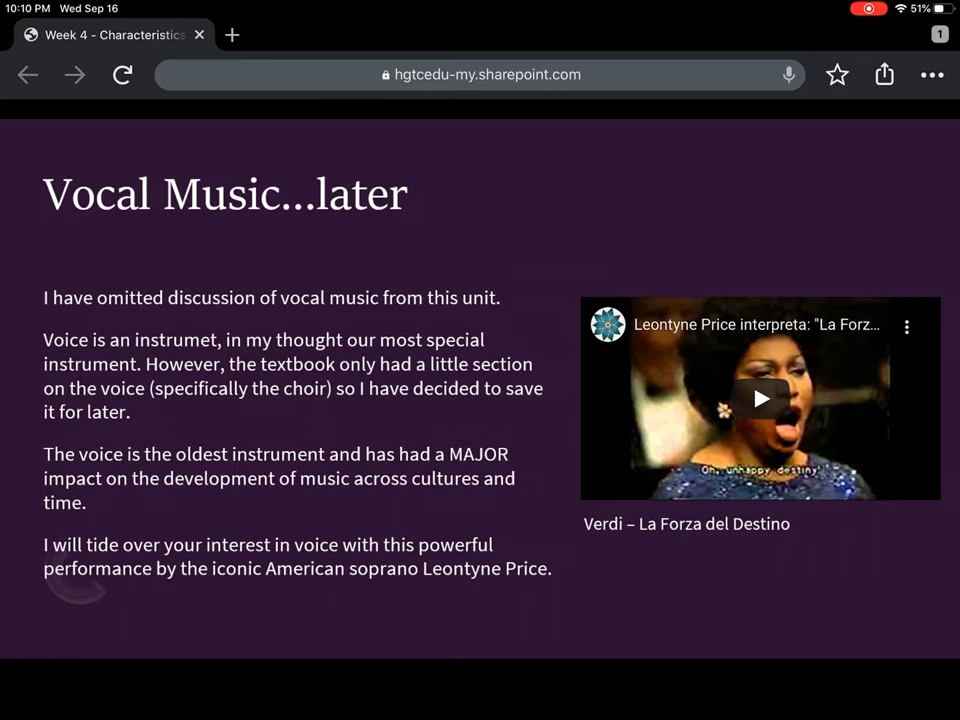 10:10 PM Wed Sep 16
51%
Week 4 - Characteristics
1
hgtcedu-my.sharepoint.com
Vocal Music...later
I have omitted discussion of vocal music from this unit.
Voice is an instrumet, in my thought our most special
instrument. However, the textbook only had a little section
on the voice (specifically the choir) so I have decided to save
it for later.
The voice is the oldest instrument and has had a MAJOR
impact on the development of music across cultures and
time.
I will tide over your interest in voice with this powerful
performance by the iconic American soprano Leontyne Price.
Leontyne Price interpreta: "La Forz...
Oh, unhappy destiny!
Verdi – La Forza del Destino